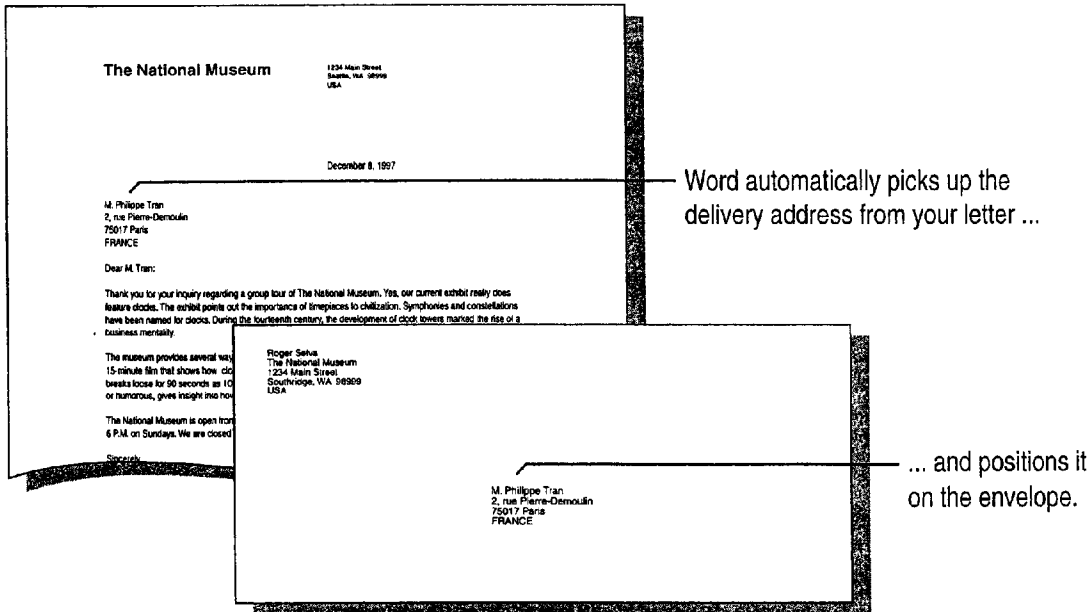 The National Museum
1234 Main Street
Seattle, WA 98999
USA
December 8, 1997
M. Philippe Tran
2, rue Pierre-Demoulin
75017 Paris
FRANCE
Dear M. Tran:
Thank you for your inquiry regarding a group tour of The National Museum. Yes, our current exhibit really does
feature clocks. The exhibit points out the importance of timepieces to civilization. Symphonies and constellations
have been named for clocks. During the fourteenth century, the development of clock towers marked the rise of a
business mentality.
The museum provides several way
15-minute film that shows how clo
breaks loose for 90 seconds as 10
or humorous, gives insight into how
The National Museum is open from
6 P.M. on Sundays. We are closed
Sincerely
Word automatically picks up the
delivery address from your letter ...
Roger Selva
The National Museum
1234 Main Street
Southridge, WA 98999
USA
M. Philippe Tran
2, rue Pierre-Demoulin
75017 Paris
FRANCE
... and positions it
on the envelope.